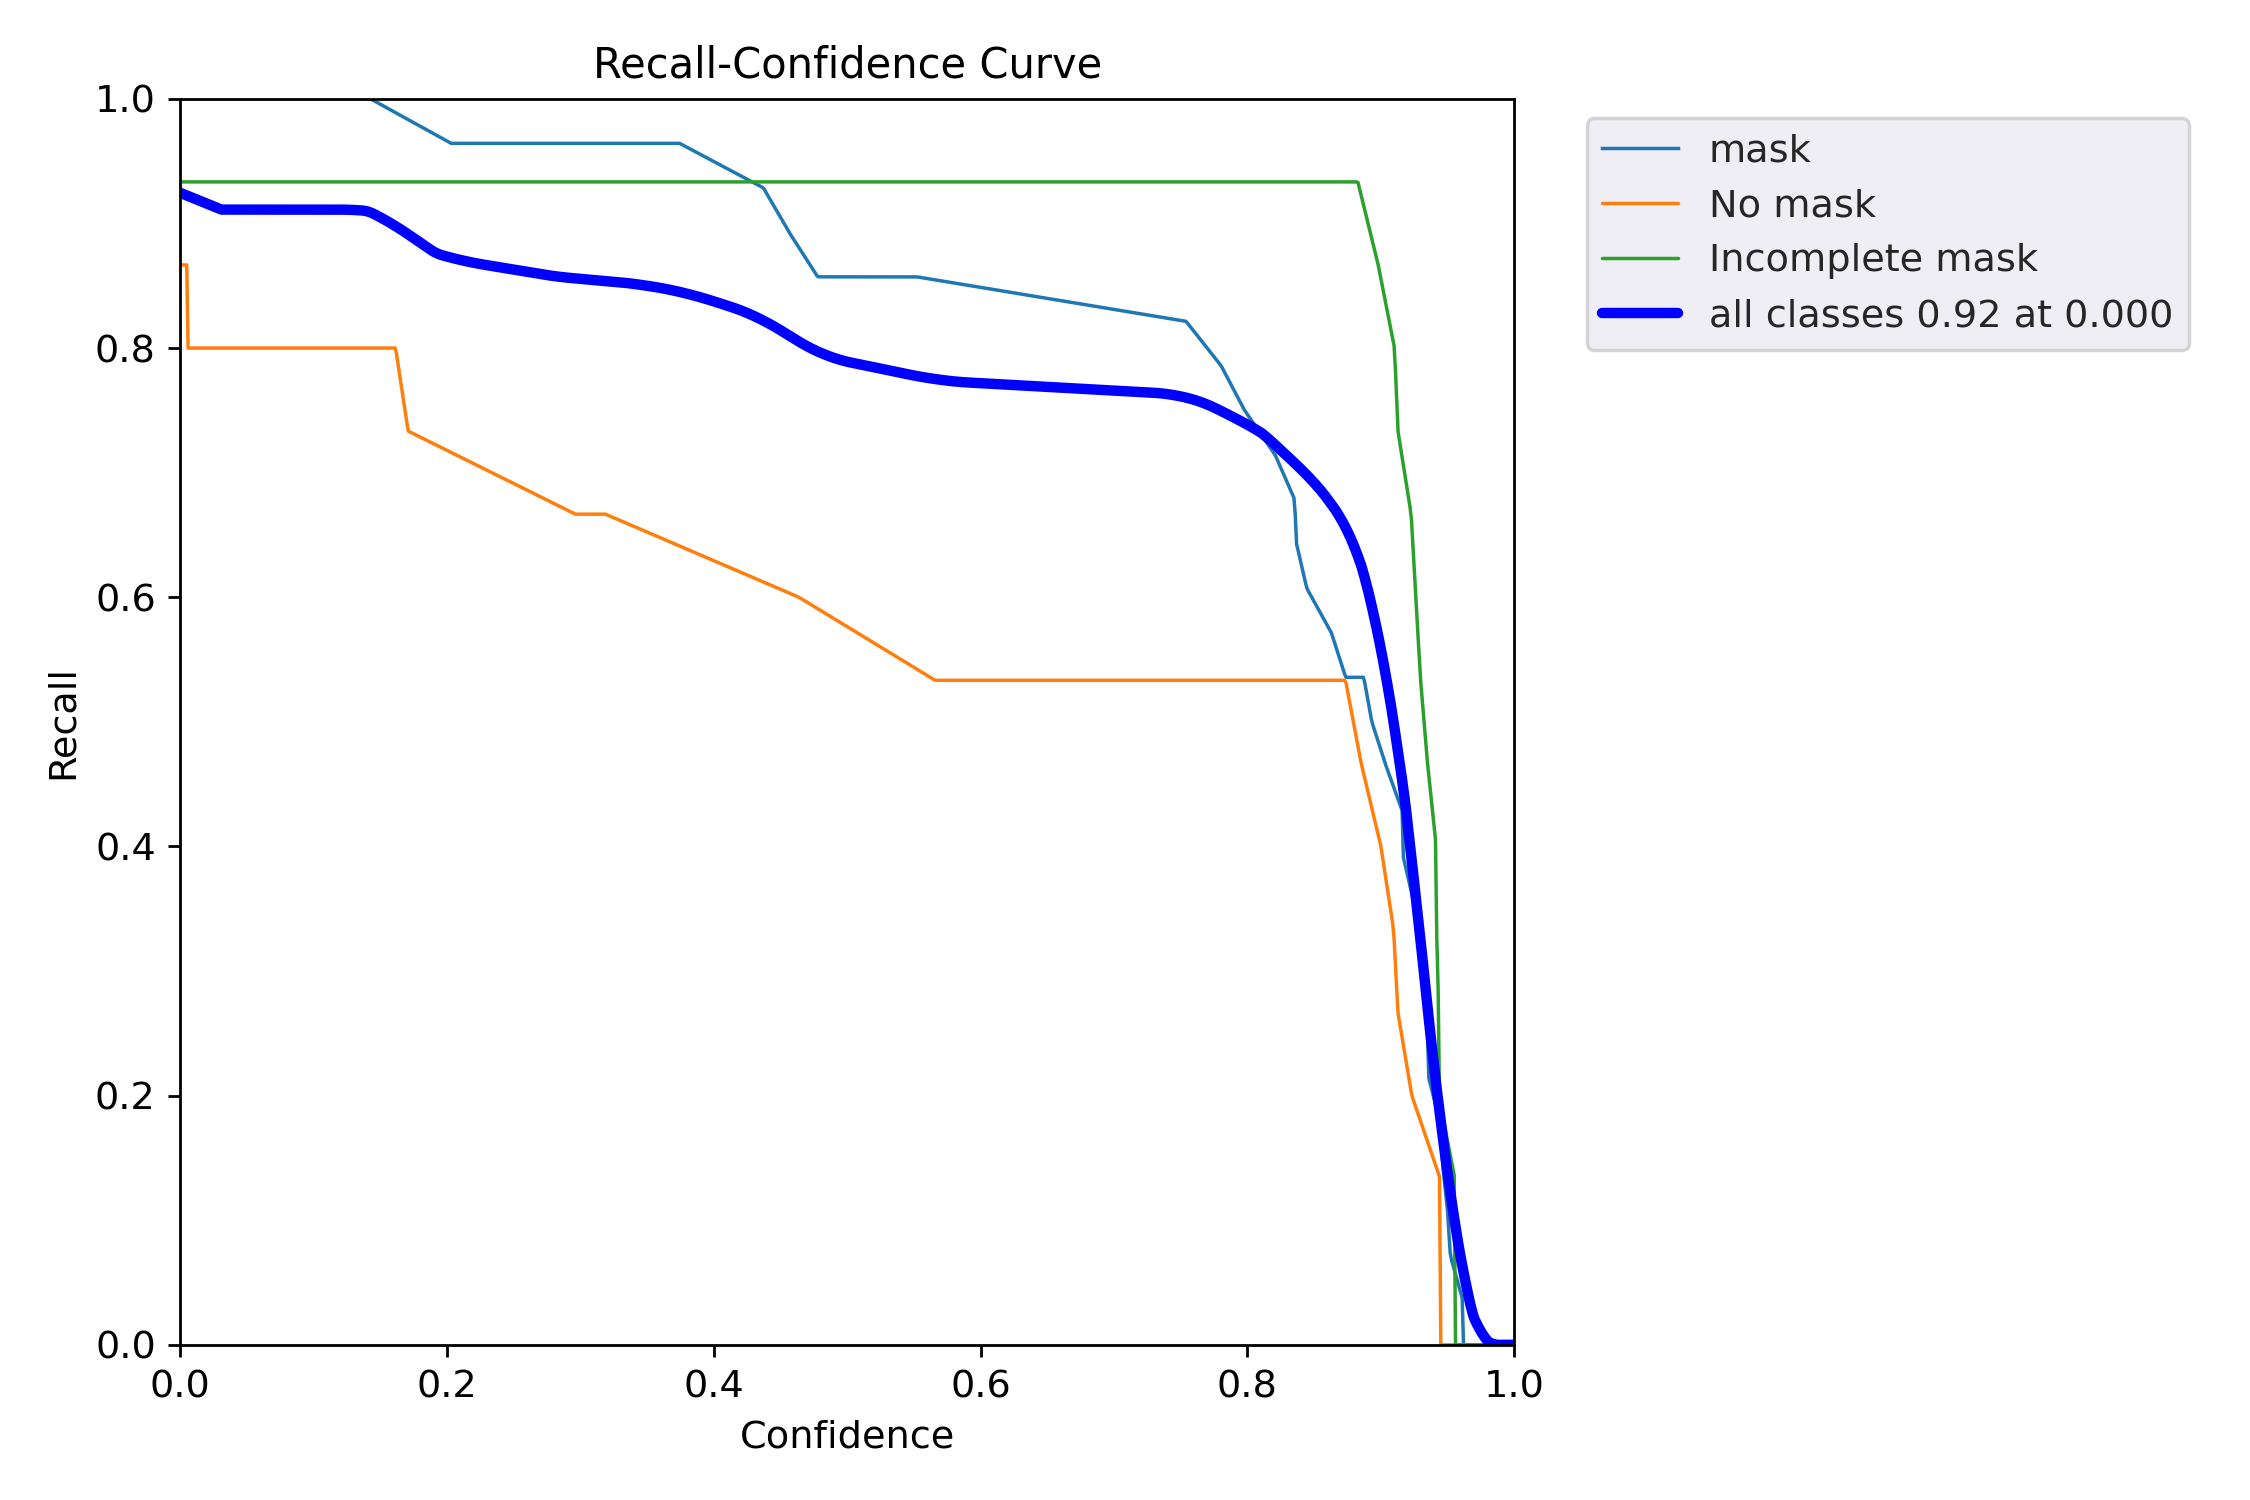 Recall-Confidence Curve
1.0
0.8
0.6
0.4
0.2
0.0
Recall
0.0 0.2 0.4 0.6 0.8 1.0
Confidence
mask
No mask
Incomplete mask
all classes 0.92 at 0.000